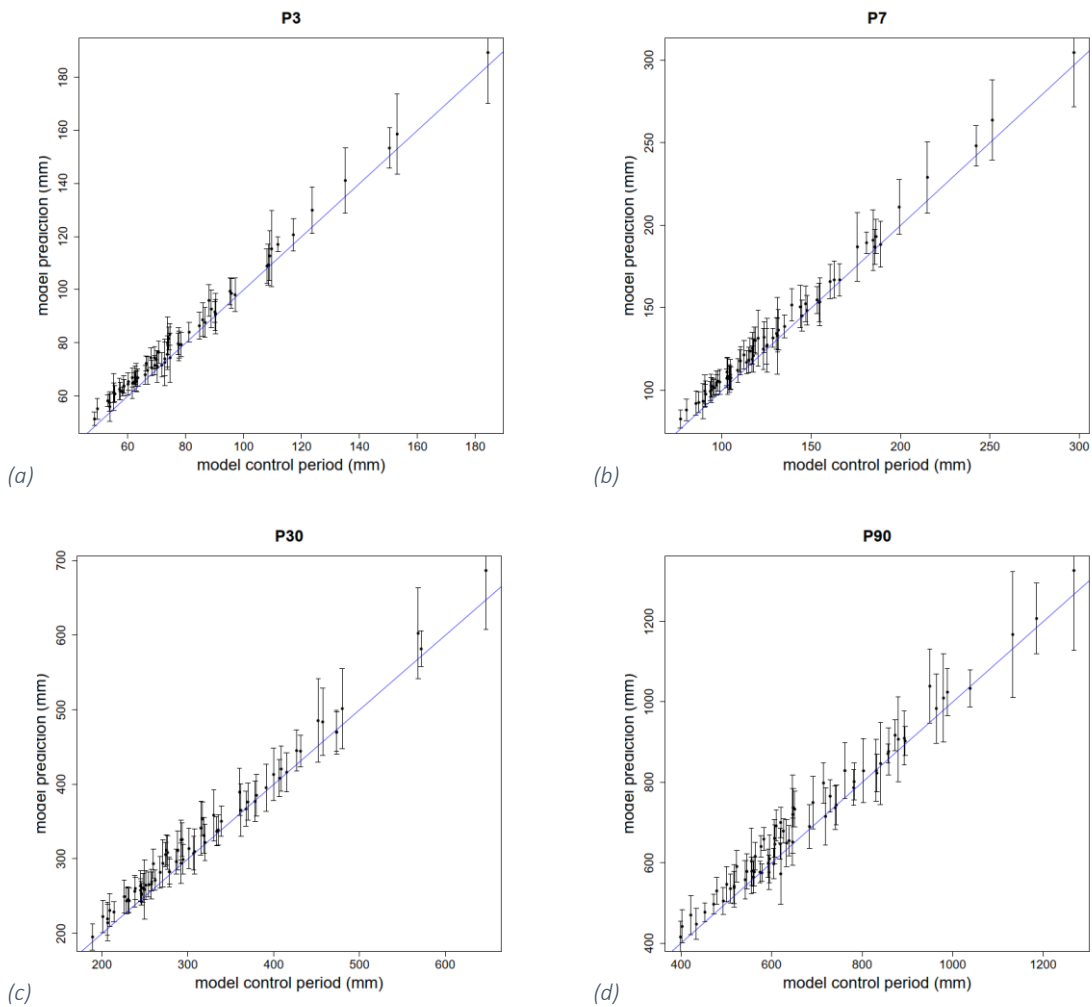 P3
180
160
140
120
100
80
60
model prediction (mm)
60 80 100 120 140 160 180
model control period (mm)
(a)
P7
300
250
200
150
100
model prediction (mm)
100 150 200 250 300
model control period (mm)
(b)
P30
700
600
500
400
300
200
model prediction (mm)
200 300 400 500 600
model control period (mm)
(c)
P90
1200
1000
800
600
400
model prediction (mm)
400 600 800 1000 1200
model control period (mm)
(d)